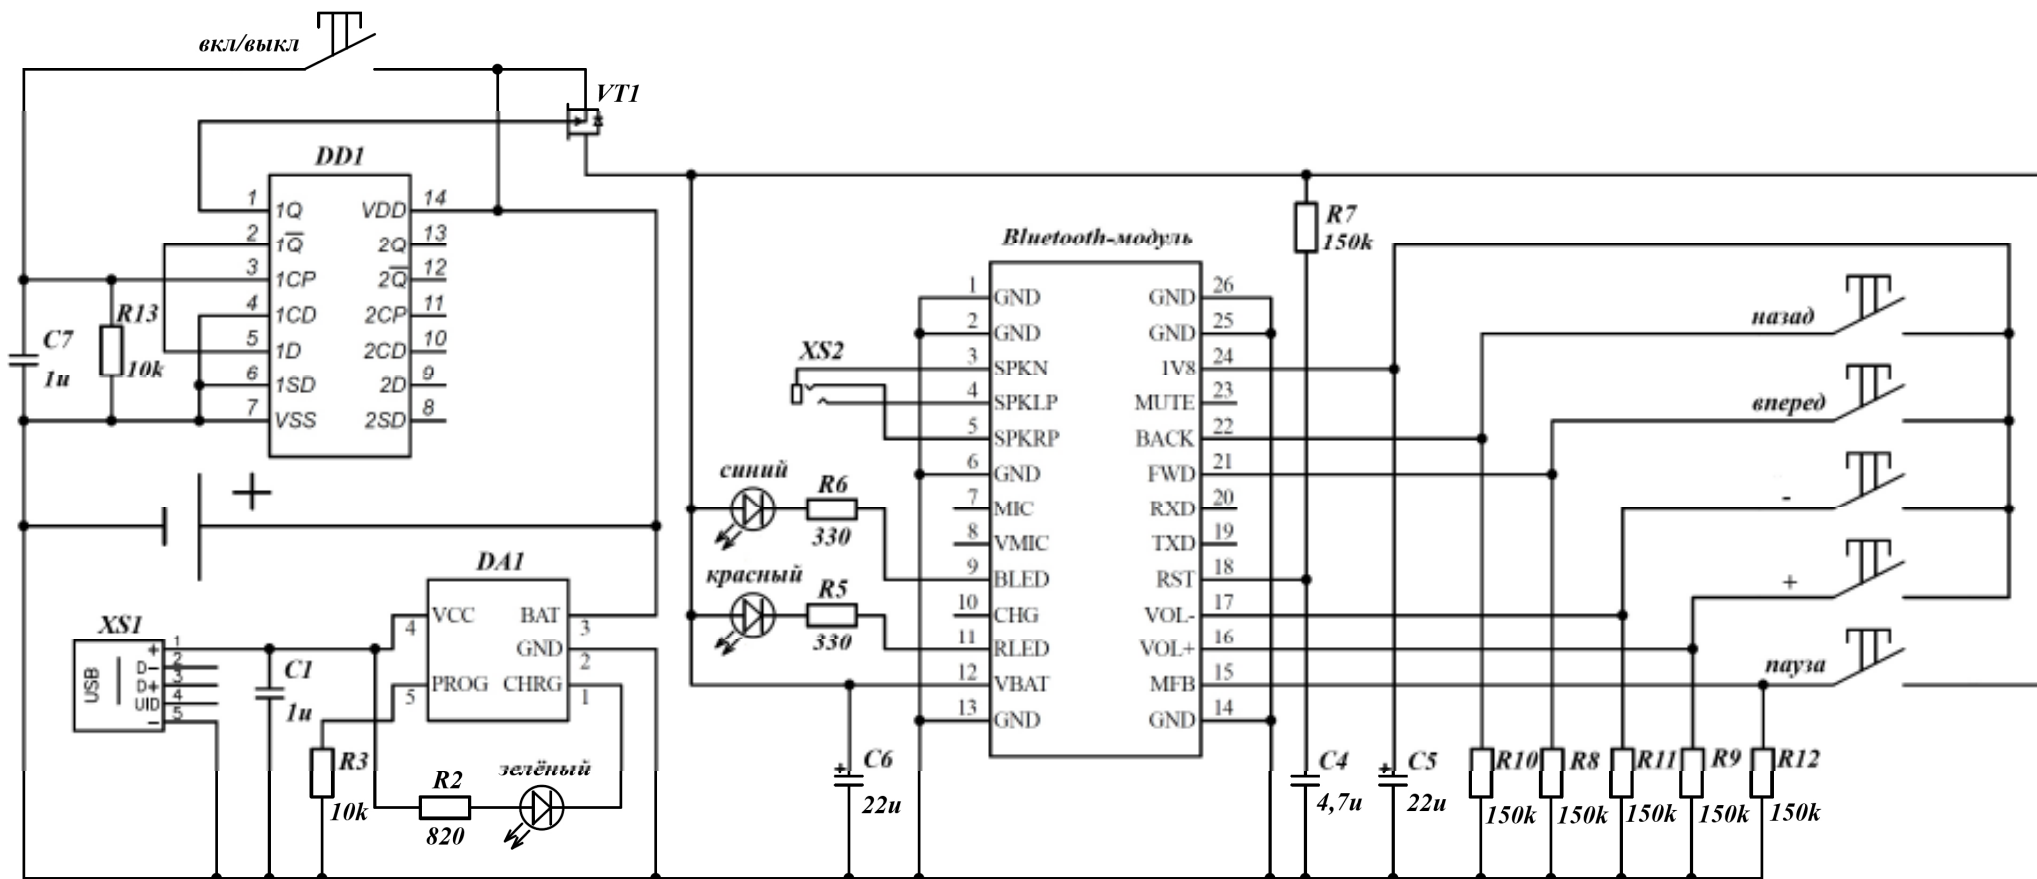 вкл/выкл
VT1
DD1
1 1Q VDD 14
2 1Q̅ 2Q 13
3 1CP 2Q̅ 12
4 1CD 2CP 11
5 1D 2CD 10
6 1SD 2D 9
7 VSS 2SD 8
C7
1u
R13
10k
+
DA1
4 VCC BAT 3
GND 2
5 PROG CHRG 1
XS1
USB
+ 1
D- 2
D+ 3
UID 4
- 5
C1
1u
R3
10k
R2
820
зелёный
XS2
синий
R6
330
красный
R5
330
C6
22u
Bluetooth-модуль
1 GND GND 26
2 GND GND 25
3 SPKN 1V8 24
4 SPKLP MUTE 23
5 SPKRP BACK 22
6 GND FWD 21
7 MIC RXD 20
8 VMIC TXD 19
9 BLED RST 18
10 CHG VOL- 17
11 RLED VOL+ 16
12 VBAT MFB 15
13 GND GND 14
R7
150k
назад
вперед
-
+
пауза
C4
4,7u
+ C5
22u
R10
150k
R8
150k
R11
150k
R9
150k
R12
150k